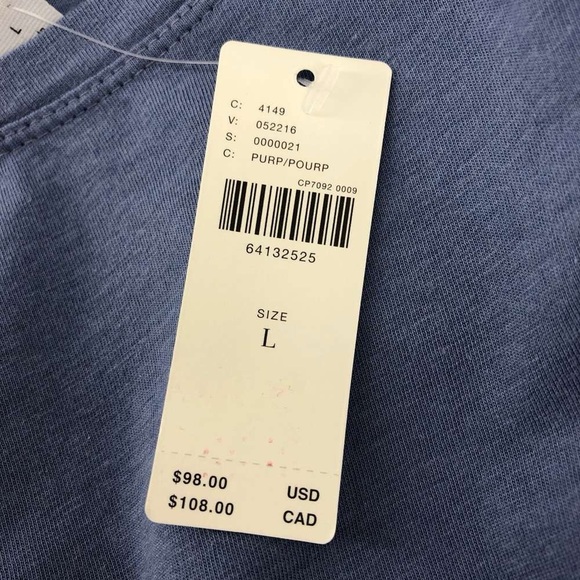 L
C: 4149
V: 052216
S: 0000021
C: PURP/POURP
CP7092 0009
64132525
SIZE
L
$98.00 USD
$108.00 CAD